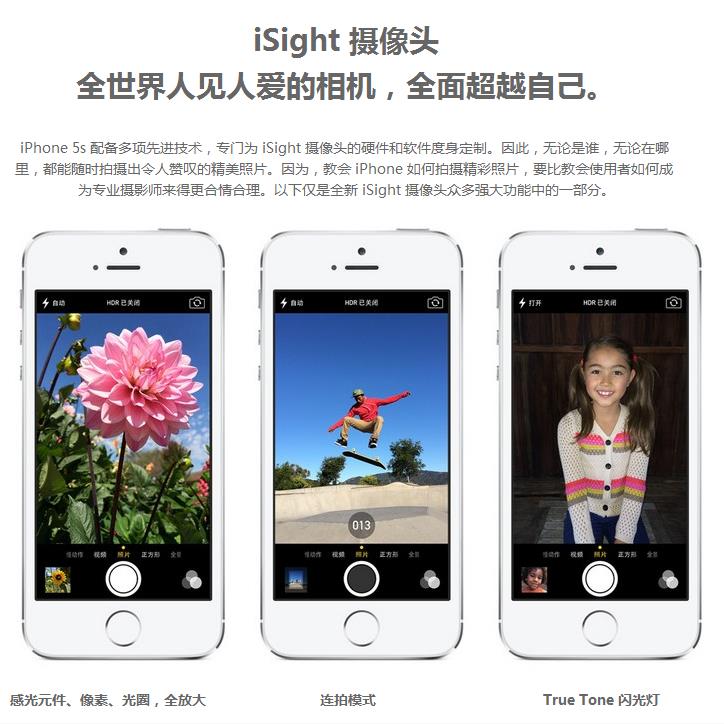 iSight 摄像头
全世界人见人爱的相机，全面超越自己。
iPhone 5s 配备多项先进技术，专门为 iSight 摄像头的硬件和软件度身定制。因此，无论是谁，无论在哪
里，都能随时拍摄出令人赞叹的精美照片。因为，教会 iPhone 如何拍摄精彩照片，要比教会使用者如何成
为专业摄影师来得更合情合理。以下仅是全新 iSight 摄像头众多强大功能中的一部分。
自动 HDR 已关闭
慢动作 视频 照片 正方形 全景
自动 HDR 已关闭
013
慢动作 视频 照片 正方形 全景
打开 HDR 已关闭
慢动作 视频 照片 正方形 全景
感光元件、像素、光圈，全放大
连拍模式
True Tone 闪光灯